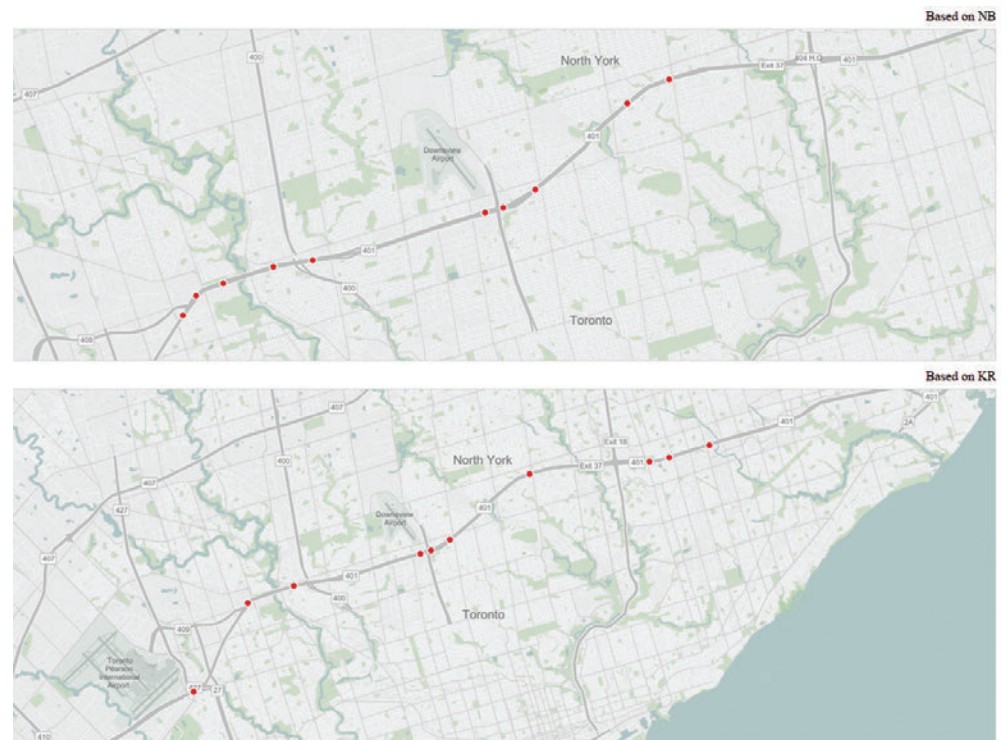 Based on NB
400
North York
Exit 37
404 H.O
401
407
401
Downsview
Airport
401
400
Toronto
409
Based on KR
401
407
401
2A
Exit 18
North York
400
Exit 37
401
407
427
401
Downsview
Airport
407
401
400
Toronto
409
Toronto
Pearson
International
Airport
427
27
410